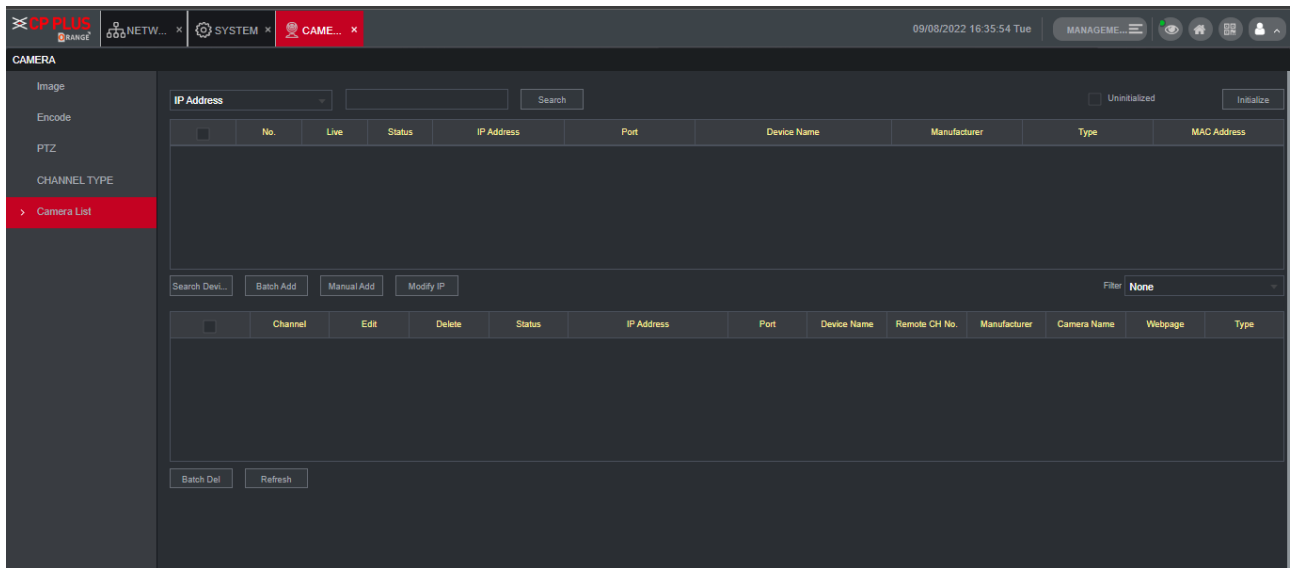 CP PLUS
ORANGE
NETW... ×
SYSTEM ×
CAME... ×
09/08/2022 16:35:54 Tue
MANAGEME...
CAMERA
Image
Encode
PTZ
CHANNEL TYPE
> Camera List
IP Address
Search
Uninitialized
Initialize
No. Live Status IP Address Port Device Name Manufacturer Type MAC Address
Search Devi... Batch Add Manual Add Modify IP
Filter None
Channel Edit Delete Status IP Address Port Device Name Remote CH No. Manufacturer Camera Name Webpage Type
Batch Del Refresh